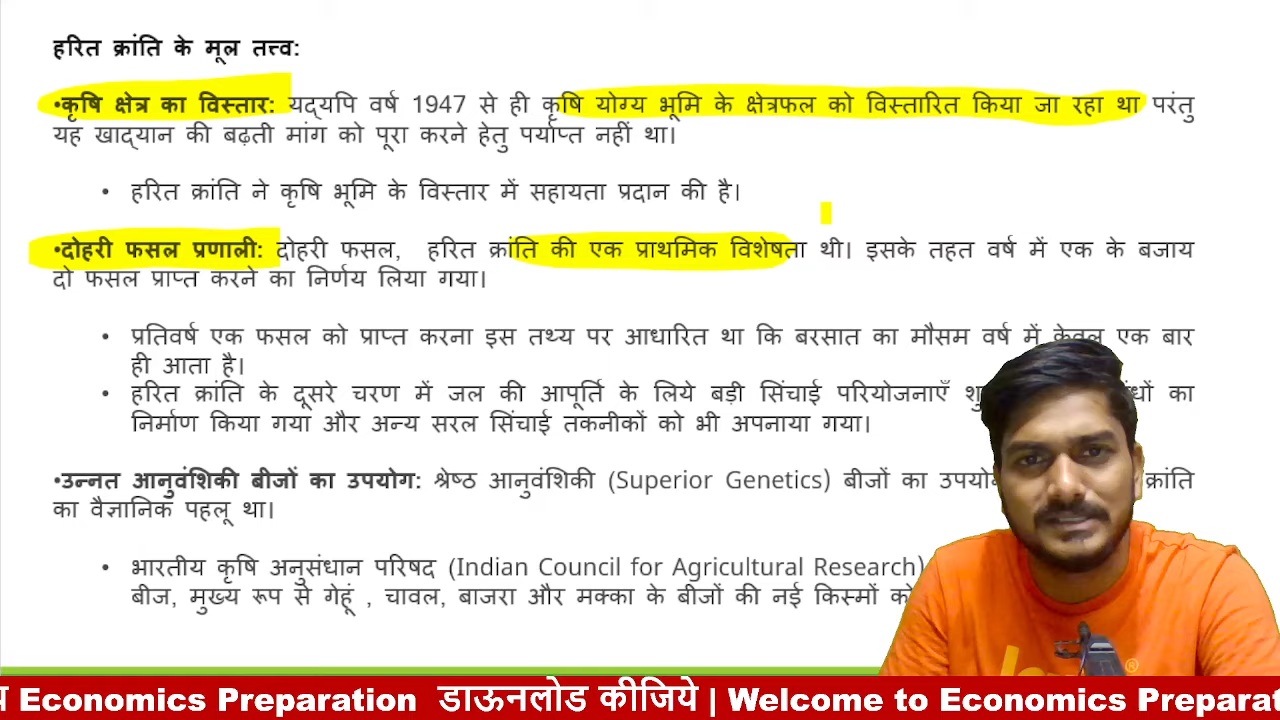 हरित क्रांति के मूल तत्त्व:
•कृषि क्षेत्र का विस्तार: यद्यपि वर्ष 1947 से ही कृषि योग्य भूमि के क्षेत्रफल को विस्तारित किया जा रहा था परंतु
यह खाद्यान की बढ़ती मांग को पूरा करने हेतु पर्याप्त नहीं था।
• हरित क्रांति ने कृषि भूमि के विस्तार में सहायता प्रदान की है।
•दोहरी फसल प्रणाली: दोहरी फसल, हरित क्रांति की एक प्राथमिक विशेषता थी। इसके तहत वर्ष में एक के बजाय
दो फसल प्राप्त करने का निर्णय लिया गया।
• प्रतिवर्ष एक फसल को प्राप्त करना इस तथ्य पर आधारित था कि बरसात का मौसम वर्ष में केवल एक बार
ही आता है।
• हरित क्रांति के दूसरे चरण में जल की आपूर्ति के लिये बड़ी सिंचाई परियोजनाएँ का
निर्माण किया गया और अन्य सरल सिंचाई तकनीकों को भी अपनाया गया।
•उन्नत आनुवंशिकी बीजों का उपयोग: श्रेष्ठ आनुवंशिकी (Superior Genetics) बीजों का क्रांति
का वैज्ञानिक पहलू था।
• भारतीय कृषि अनुसंधान परिषद (Indian Council for Agricultural Research)
बीज, मुख्य रूप से गेहूं , चावल, बाजरा और मक्का के बीजों की नई किस्मों
Economics Preparation डाऊनलोड कीजिये | Welcome to Economics